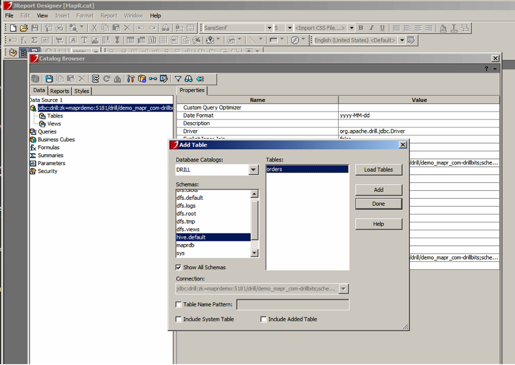 JReport Designer [MapR.cat]
File Edit View Insert Format Report Window Help
SansSerif <Import CSS File...> B I U
English (United States) <Default>
Catalog Browser
Data Reports Styles Properties
Data Source 1
jdbc:drill:zk=maprdemo:5181/drill/demo_mapr_com-drillbits
Tables
Views
Queries
Business Cubes
Formulas
Summaries
Parameters
Security
Name Value
Custom Query Optimizer
Date Format yyyy-MM-dd
Description
Driver org.apache.drill.jdbc.Driver
false
/drill/demo_mapr_com-drillbits;sche...
/drill/demo_mapr_com-drillbits;sche...
Add Table
Database Catalogs:
DRILL
Schemas:
dfs.default
dfs.logs
dfs.root
dfs.tmp
dfs.views
hive.default
maprdb
sys
Tables:
orders
Load Tables
Add
Done
Help
Show All Schemas
Connection:
jdbc:drill:zk=maprdemo:5181/drill/demo_mapr_com-drillbits;sche...
Table Name Pattern:
Include System Table Include Added Table